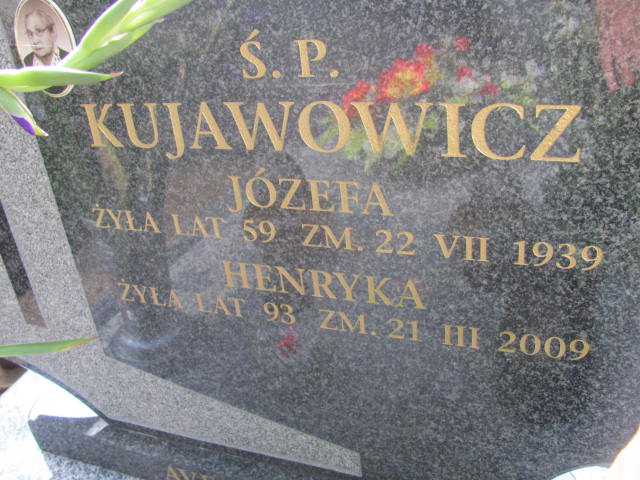 Ś. P.
KUJAWOWICZ
JÓZEFA
ŻYŁA LAT 59 ZM. 22 VII 1939
HENRYKA
ŻYŁA LAT 93 ZM. 21 III 2009